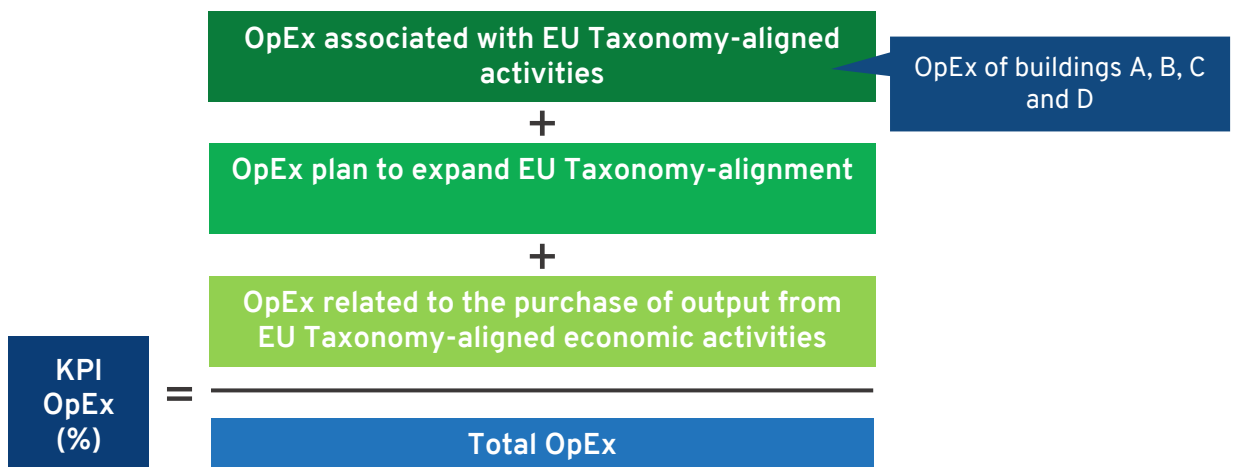 OpEx associated with EU Taxonomy-aligned
activities
OpEx of buildings A, B, C
and D
+
OpEx plan to expand EU Taxonomy-alignment
+
OpEx related to the purchase of output from
EU Taxonomy-aligned economic activities
KPI
OpEx
(%)
=
Total OpEx